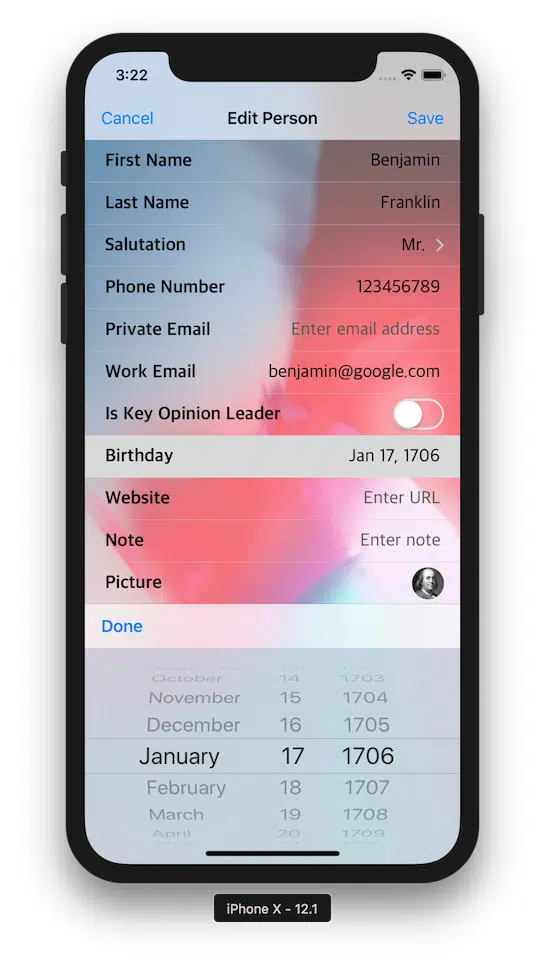 3:22
Cancel Edit Person Save
First Name Benjamin
Last Name Franklin
Salutation Mr.
Phone Number 123456789
Private Email Enter email address
Work Email benjamin@google.com
Is Key Opinion Leader
Birthday Jan 17, 1706
Website Enter URL
Note Enter note
Picture
Done
October 14 1703
November 15 1704
December 16 1705
January 17 1706
February 18 1707
March 19 1708
April 20 1709
iPhone X - 12.1